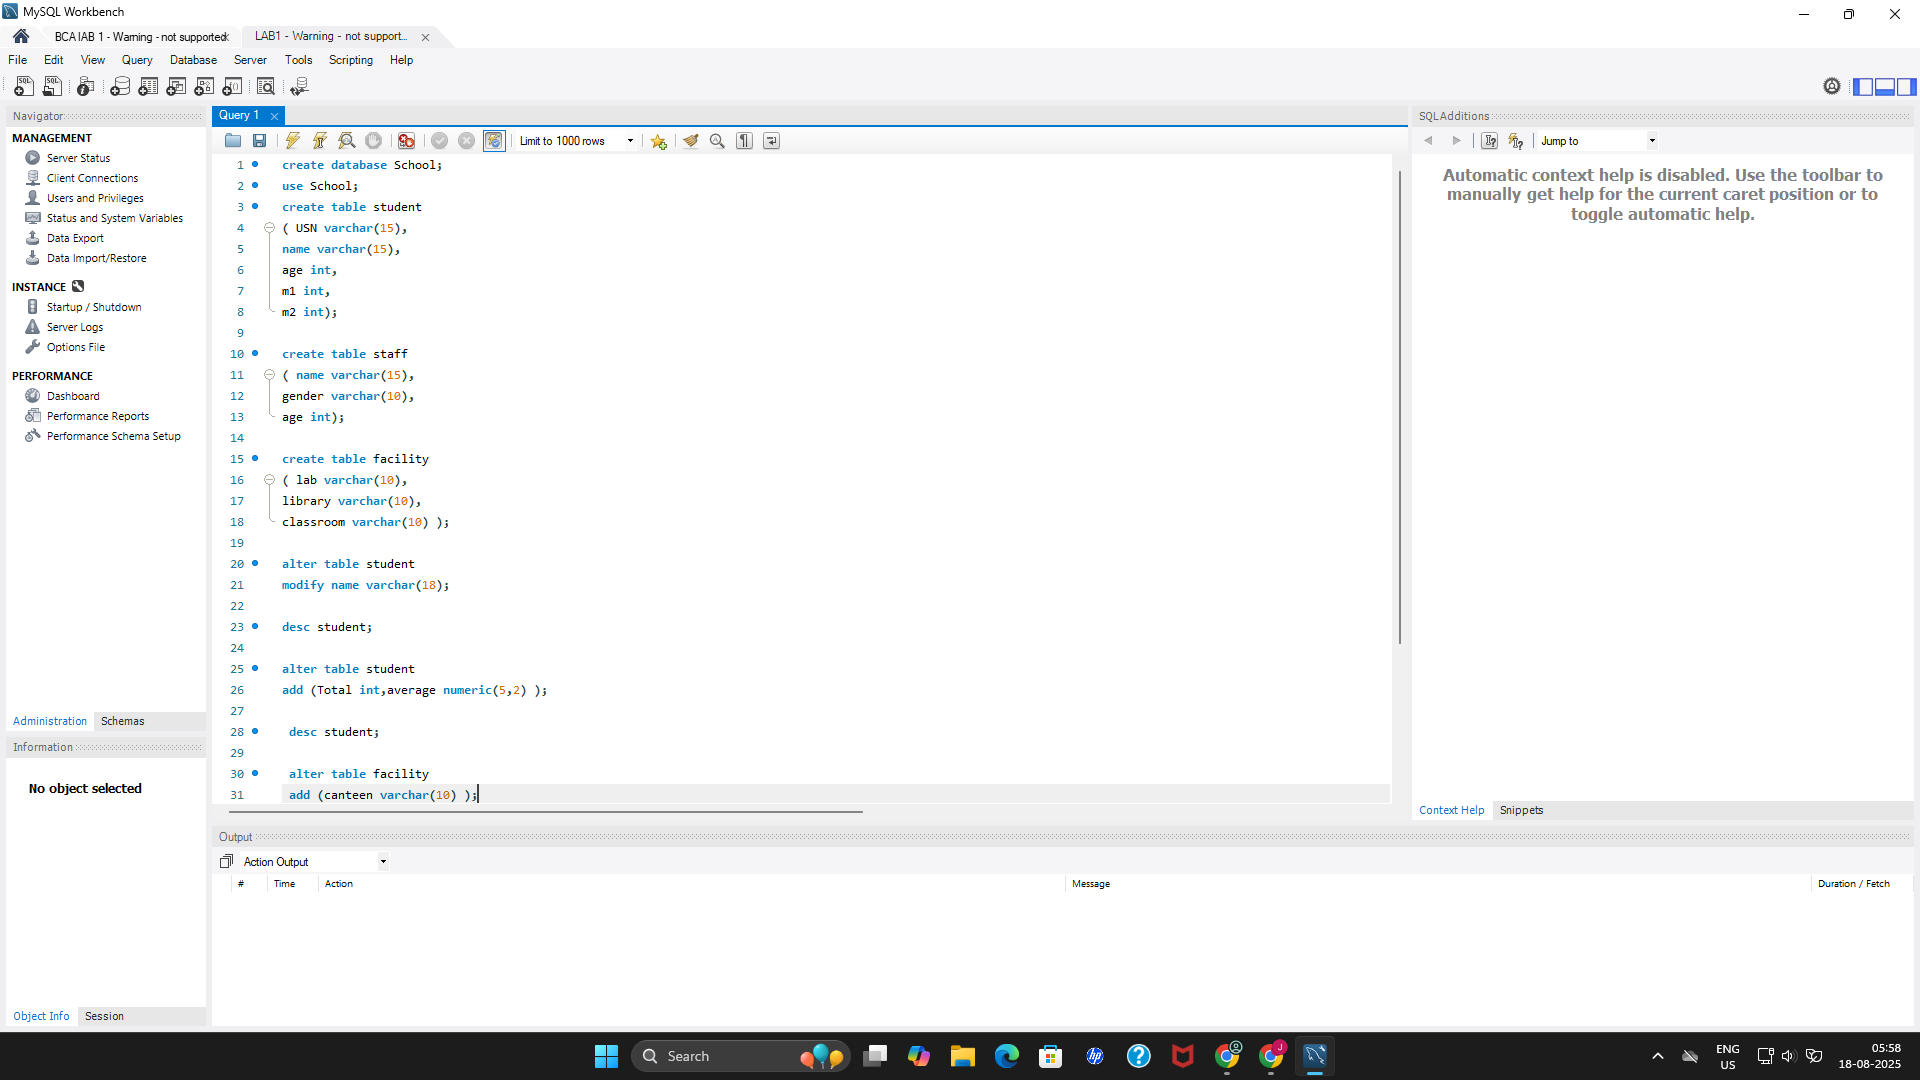 MySQL Workbench
BCA lAB 1 - Warning - not supported
LAB1 - Warning - not support...
File Edit View Query Database Server Tools Scripting Help
Navigator
MANAGEMENT
Server Status
Client Connections
Users and Privileges
Status and System Variables
Data Export
Data Import/Restore
INSTANCE
Startup / Shutdown
Server Logs
Options File
PERFORMANCE
Dashboard
Performance Reports
Performance Schema Setup
Administration Schemas
Information
No object selected
Object Info Session
Query 1
Limit to 1000 rows
1 create database School;
2 use School;
3 create table student
4 ( USN varchar(15),
5 name varchar(15),
6 age int,
7 m1 int,
8 m2 int);
9
10 create table staff
11 ( name varchar(15),
12 gender varchar(10),
13 age int);
14
15 create table facility
16 ( lab varchar(10),
17 library varchar(10),
18 classroom varchar(10) );
19
20 alter table student
21 modify name varchar(18);
22
23 desc student;
24
25 alter table student
26 add (Total int,average numeric(5,2) );
27
28 desc student;
29
30 alter table facility
31 add (canteen varchar(10) );
SQLAdditions
Jump to
Automatic context help is disabled. Use the toolbar to
manually get help for the current caret position or to
toggle automatic help.
Context Help Snippets
Output
Action Output
# Time Action Message Duration / Fetch
Search
ENG
US
05:58
18-08-2025